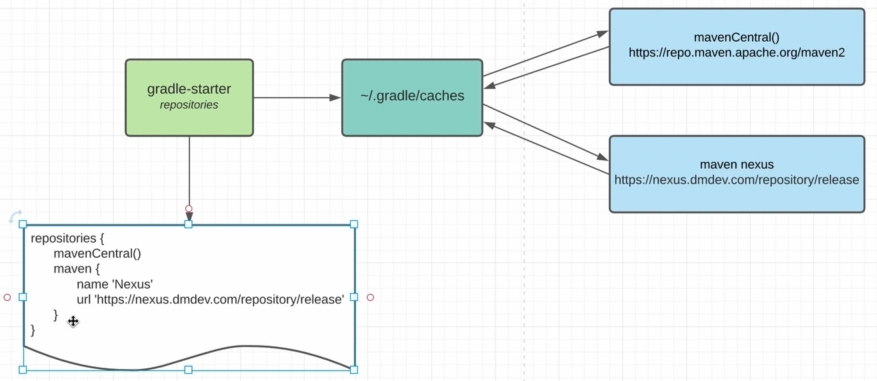 gradle-starter
repositories
~/.gradle/caches
mavenCentral()
https://repo.maven.apache.org/maven2
maven nexus
https://nexus.dmdev.com/repository/release
repositories {
mavenCentral()
maven {
name 'Nexus'
url 'https://nexus.dmdev.com/repository/release'
}
}